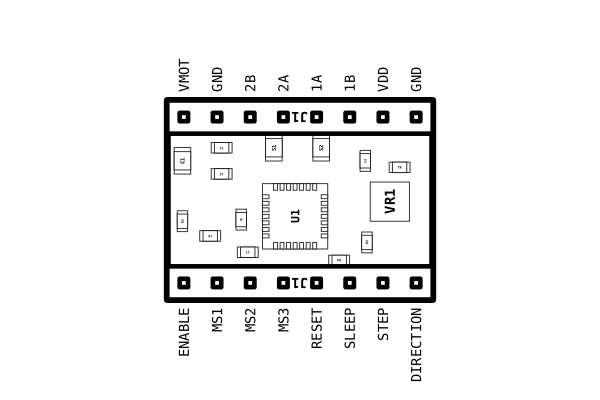 VMOT
GND
2B
2A
1A
1B
VDD
GND
J1
C1
S1
S2
U1
VR1
J1
ENABLE
MS1
MS2
MS3
RESET
SLEEP
STEP
DIRECTION